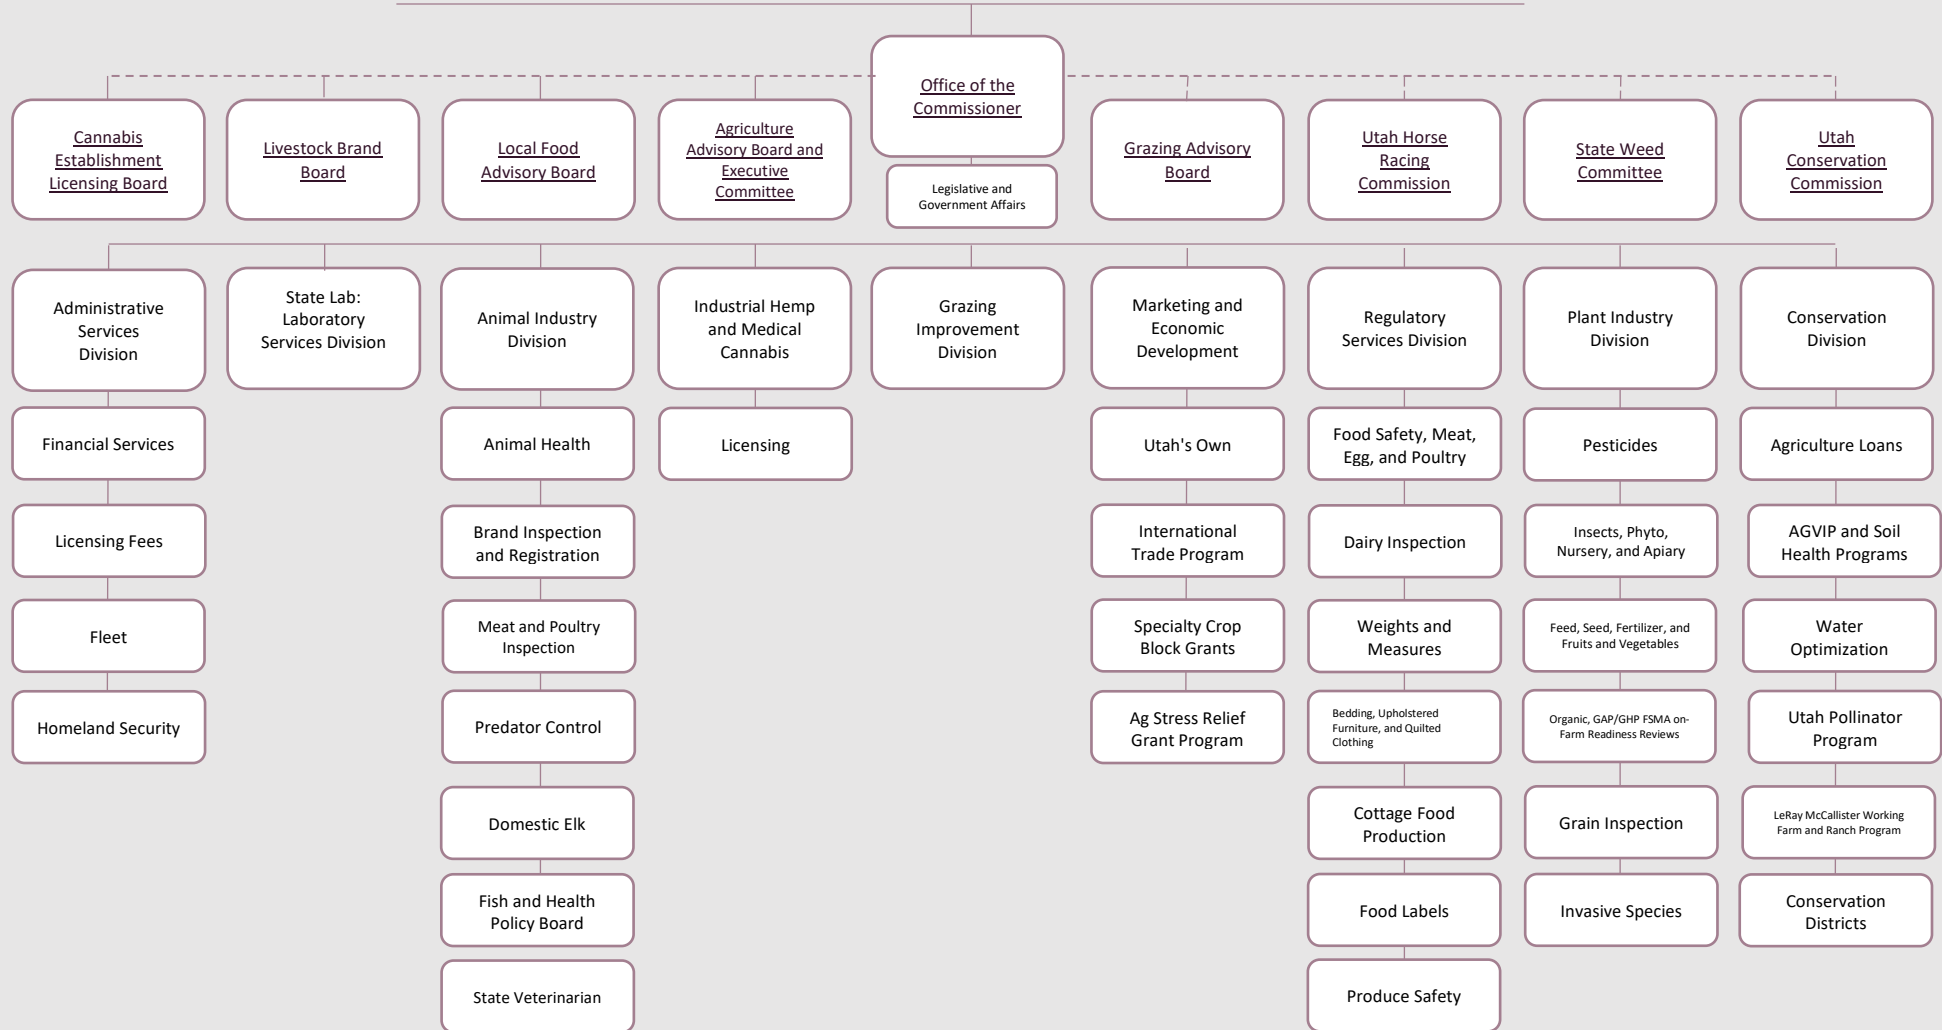 Office of the
Commissioner
Legislative and
Government Affairs
Cannabis
Establishment
Licensing Board
Livestock Brand
Board
Local Food
Advisory Board
Agriculture
Advisory Board and
Executive
Committee
Grazing Advisory
Board
Utah Horse
Racing
Commission
State Weed
Committee
Utah
Conservation
Commission
Administrative
Services
Division
Financial Services
Licensing Fees
Fleet
Homeland Security
State Lab:
Laboratory
Services Division
Animal Industry
Division
Animal Health
Brand Inspection
and Registration
Meat and Poultry
Inspection
Predator Control
Domestic Elk
Fish and Health
Policy Board
State Veterinarian
Industrial Hemp
and Medical
Cannabis
Licensing
Grazing
Improvement
Division
Marketing and
Economic
Development
Utah's Own
International
Trade Program
Specialty Crop
Block Grants
Ag Stress Relief
Grant Program
Regulatory
Services Division
Food Safety, Meat,
Egg, and Poultry
Dairy Inspection
Weights and
Measures
Bedding, Upholstered
Furniture, and Quilted
Clothing
Cottage Food
Production
Food Labels
Produce Safety
Plant Industry
Division
Pesticides
Insects, Phyto,
Nursery, and Apiary
Feed, Seed, Fertilizer, and
Fruits and Vegetables
Organic, GAP/GHP FSMA on-
Farm Readiness Reviews
Grain Inspection
Invasive Species
Conservation
Division
Agriculture Loans
AGVIP and Soil
Health Programs
Water
Optimization
Utah Pollinator
Program
LeRay McCallister Working
Farm and Ranch Program
Conservation
Districts